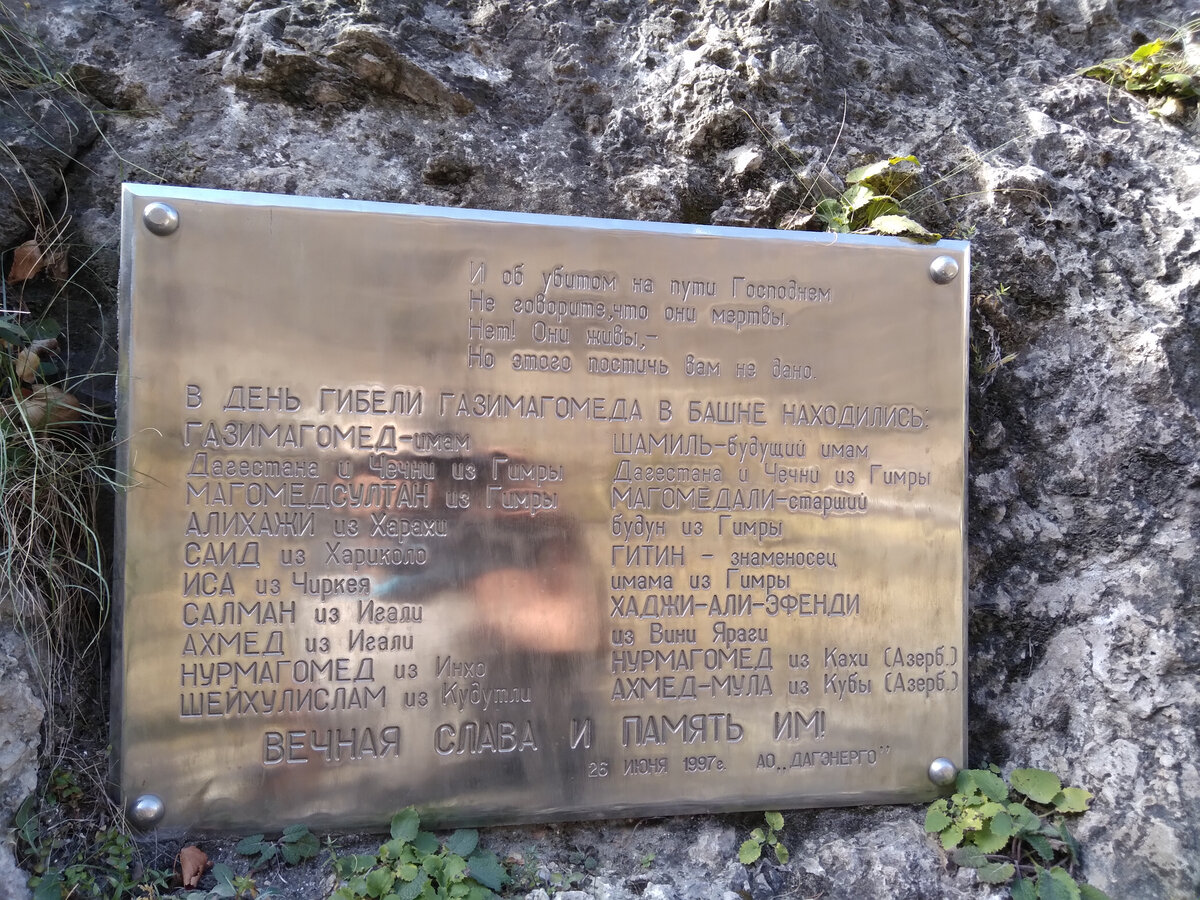 И об убитом на пути Господнем
Не говорите,что они мертвы.
Нет! Они живы,-
Но этого постичь вам не дано.
В ДЕНЬ ГИБЕЛИ ГАЗИМАГОМЕДА В БАШНЕ НАХОДИЛИСЬ:
ГАЗИМАГОМЕД-имам
Дагестана и Чечни из Гимры
МАГОМЕДСУЛТАН из Гимры
АЛИХАЖИ из Харахи
САИД из Хариколо
ИСА из Чиркея
САЛМАН из Игали
АХМЕД из Игали
НУРМАГОМЕД из Инхо
ШЕЙХУЛИСЛАМ из Кудутли
ШАМИЛЬ-будущий имам
Дагестана и Чечни из Гимры
МАГОМЕДАЛИ-старший
будун из Гимры
ГИТИН - знаменосец
имама из Гимры
ХАДЖИ-АЛИ-ЭФЕНДИ
из Вини Яраги
НУРМАГОМЕД из Кахи (Азерб.)
АХМЕД-МУЛА из Кубы (Азерб.)
ВЕЧНАЯ СЛАВА И ПАМЯТЬ ИМ!
26 ИЮНЯ 1997г. АО„ДАГЭНЕРГО"